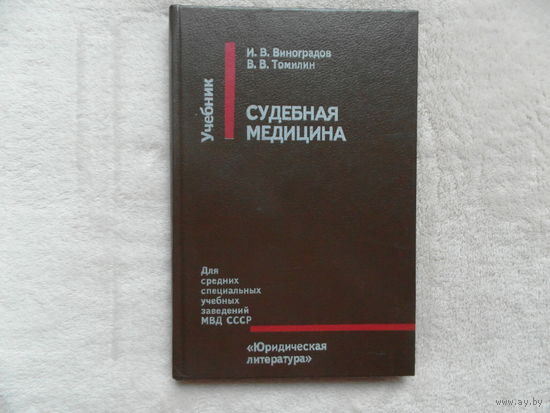 И. В. Виноградов
В. В. Томилин
Учебник
СУДЕБНАЯ
МЕДИЦИНА
Для
средних
специальных
учебных
заведений
МВД СССР
«Юридическая
литература»
www.ay.by